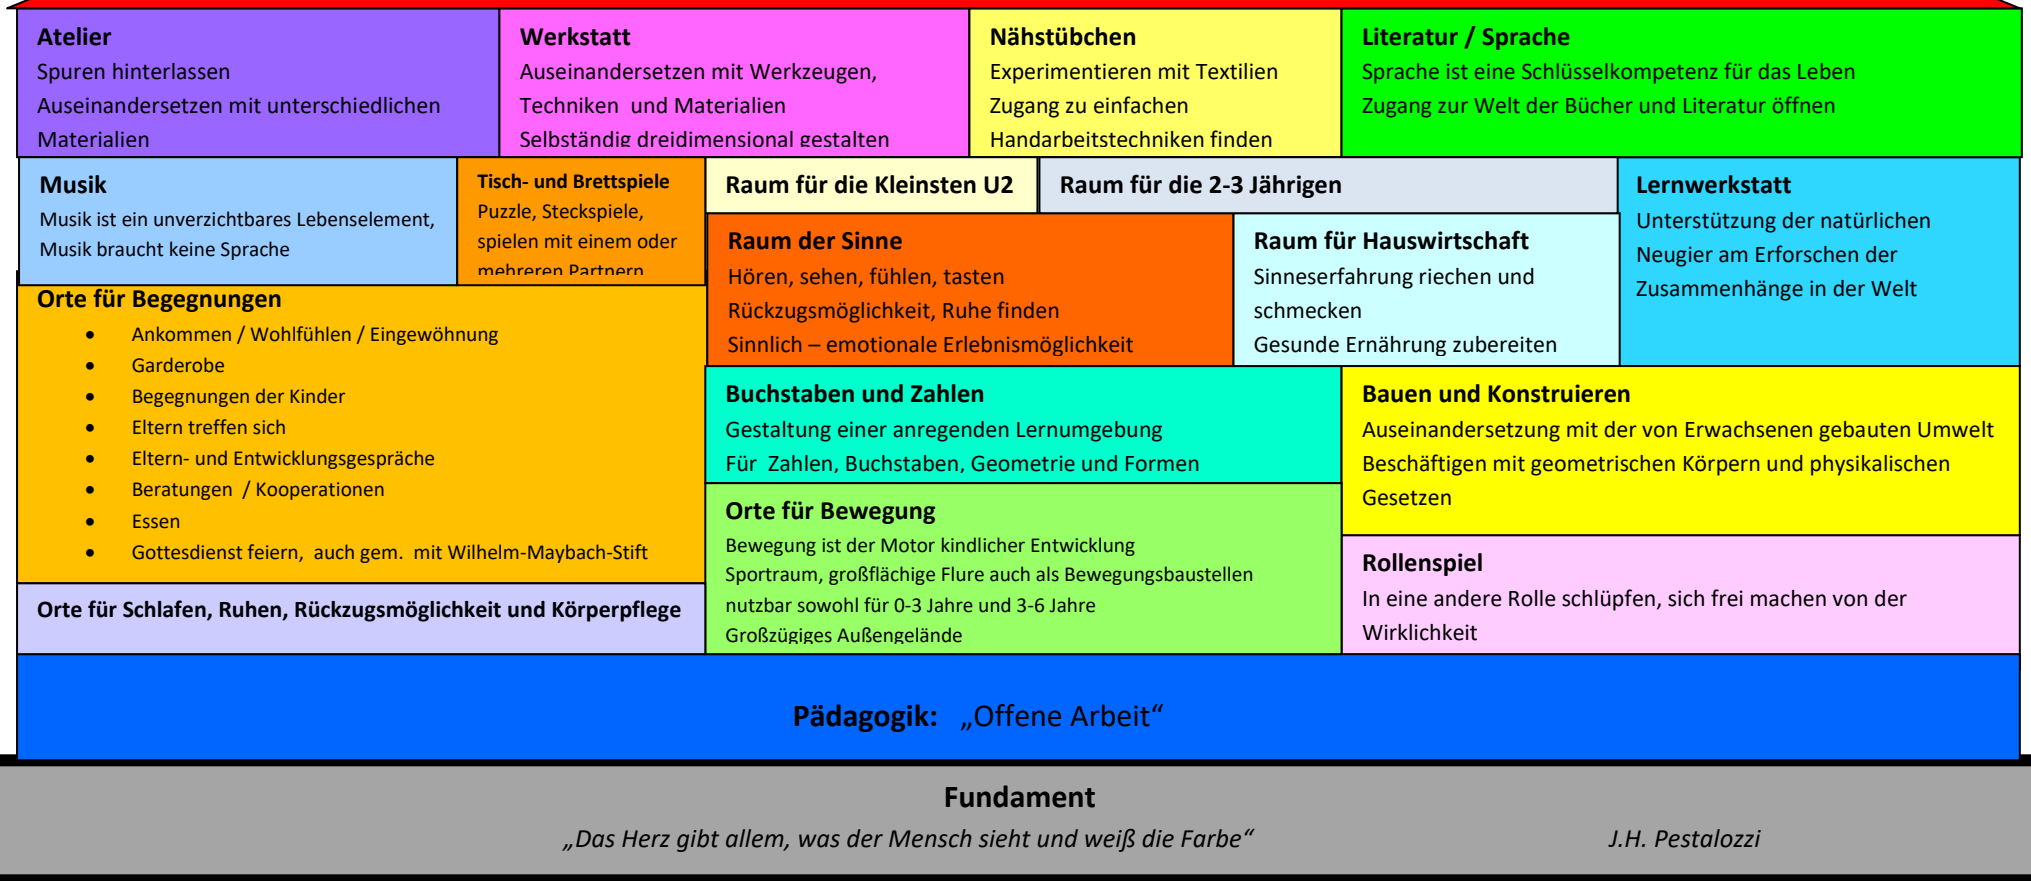 Atelier
Spuren hinterlassen
Auseinandersetzen mit unterschiedlichen
Materialien
Werkstatt
Auseinandersetzen mit Werkzeugen,
Techniken und Materialien
Selbständig dreidimensional gestalten
Nähstübchen
Experimentieren mit Textilien
Zugang zu einfachen
Handarbeitstechniken finden
Literatur / Sprache
Sprache ist eine Schlüsselkompetenz für das Leben
Zugang zur Welt der Bücher und Literatur öffnen
Musik
Musik ist ein unverzichtbares Lebenselement,
Musik braucht keine Sprache
Tisch- und Brettspiele
Puzzle, Steckspiele,
spielen mit einem oder
mehreren Partnern
Raum für die Kleinsten U2
Raum für die 2-3 Jährigen
Lernwerkstatt
Unterstützung der natürlichen
Neugier am Erforschen der
Zusammenhänge in der Welt
Raum der Sinne
Hören, sehen, fühlen, tasten
Rückzugsmöglichkeit, Ruhe finden
Sinnlich – emotionale Erlebnismöglichkeit
Raum für Hauswirtschaft
Sinneserfahrung riechen und
schmecken
Gesunde Ernährung zubereiten
Orte für Begegnungen
• Ankommen / Wohlfühlen / Eingewöhnung
• Garderobe
• Begegnungen der Kinder
• Eltern treffen sich
• Eltern- und Entwicklungsgespräche
• Beratungen / Kooperationen
• Essen
• Gottesdienst feiern, auch gem. mit Wilhelm-Maybach-Stift
Buchstaben und Zahlen
Gestaltung einer anregenden Lernumgebung
Für Zahlen, Buchstaben, Geometrie und Formen
Bauen und Konstruieren
Auseinandersetzung mit der von Erwachsenen gebauten Umwelt
Beschäftigen mit geometrischen Körpern und physikalischen
Gesetzen
Orte für Bewegung
Bewegung ist der Motor kindlicher Entwicklung
Sportraum, großflächige Flure auch als Bewegungsbaustellen
nutzbar sowohl für 0-3 Jahre und 3-6 Jahre
Großzügiges Außengelände
Rollenspiel
In eine andere Rolle schlüpfen, sich frei machen von der
Wirklichkeit
Orte für Schlafen, Ruhen, Rückzugsmöglichkeit und Körperpflege
Pädagogik: „Offene Arbeit“
Fundament
„Das Herz gibt allem, was der Mensch sieht und weiß die Farbe“ J.H. Pestalozzi